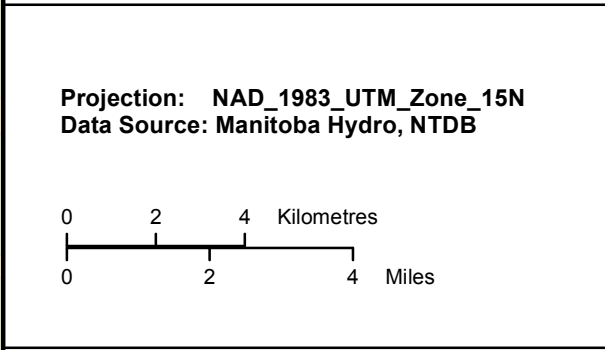 Projection: NAD_1983_UTM_Zone_15N
Data Source: Manitoba Hydro, NTDB
0 2 4 Kilometres
0 2 4 Miles